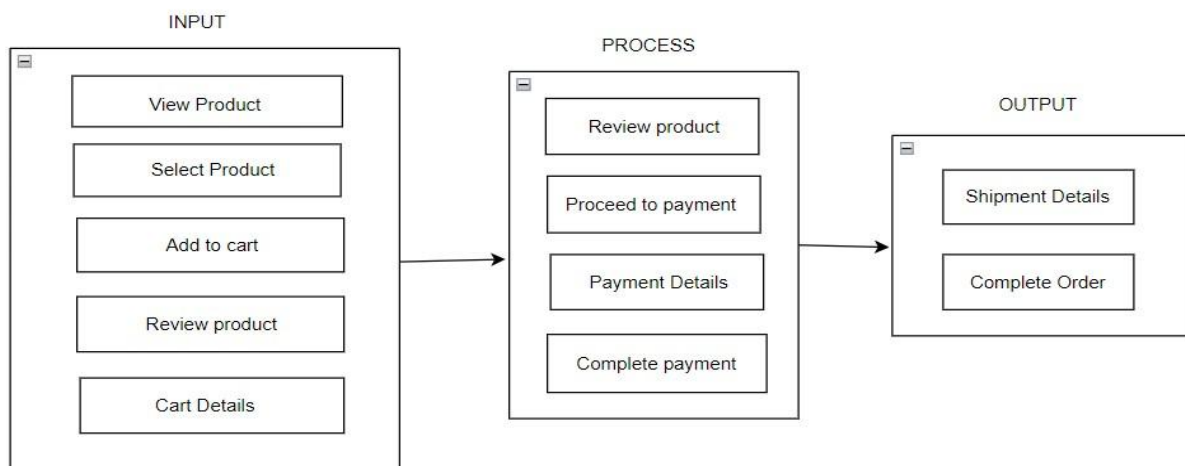 INPUT
View Product
Select Product
Add to cart
Review product
Cart Details
PROCESS
Review product
Proceed to payment
Payment Details
Complete payment
OUTPUT
Shipment Details
Complete Order